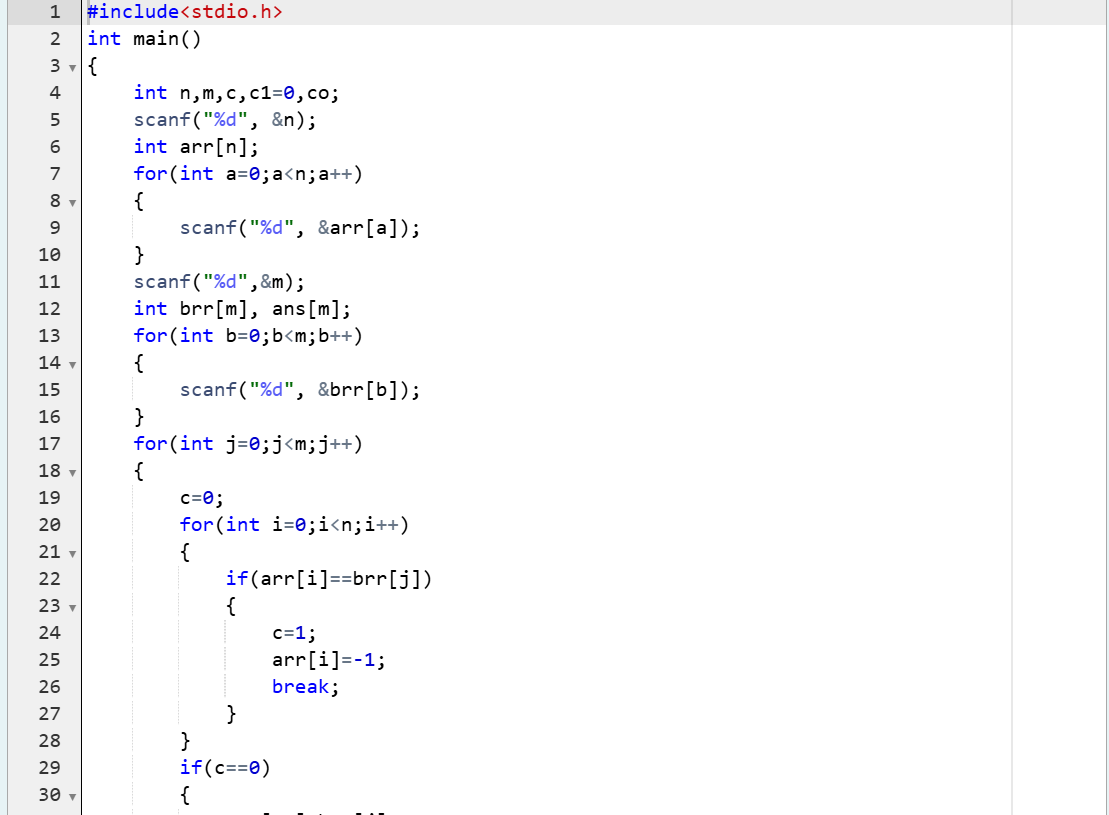 1 #include<stdio.h>
2 int main()
3 {
4     int n,m,c,c1=0,co;
5     scanf("%d", &n);
6     int arr[n];
7     for(int a=0;a<n;a++)
8     {
9         scanf("%d", &arr[a]);
10     }
11     scanf("%d",&m);
12     int brr[m], ans[m];
13     for(int b=0;b<m;b++)
14     {
15         scanf("%d", &brr[b]);
16     }
17     for(int j=0;j<m;j++)
18     {
19         c=0;
20         for(int i=0;i<n;i++)
21         {
22             if(arr[i]==brr[j])
23             {
24                 c=1;
25                 arr[i]=-1;
26                 break;
27             }
28         }
29         if(c==0)
30         {